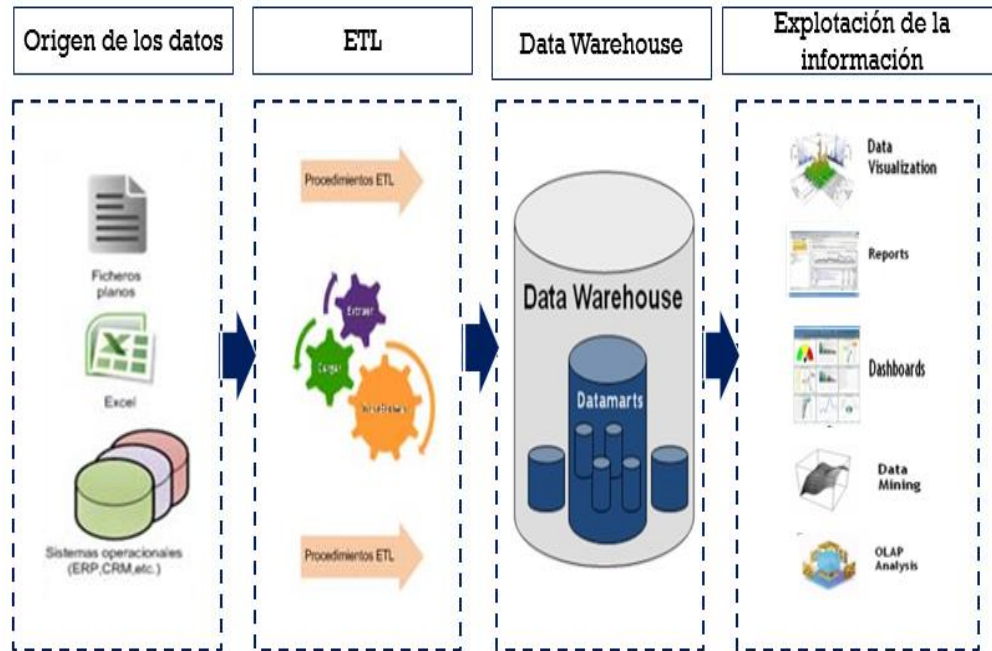 Origen de los datos
ETL
Data Warehouse
Explotación de la
información
Ficheros
planos
Excel
Sistemas operacionales
(ERP,CRM,etc.)
Procedimientos ETL
Extraer
Cargar
Procedimientos ETL
Data Warehouse
Datamarts
Data
Visualization
Reports
Dashboards
Data
Mining
OLAP
Analysis